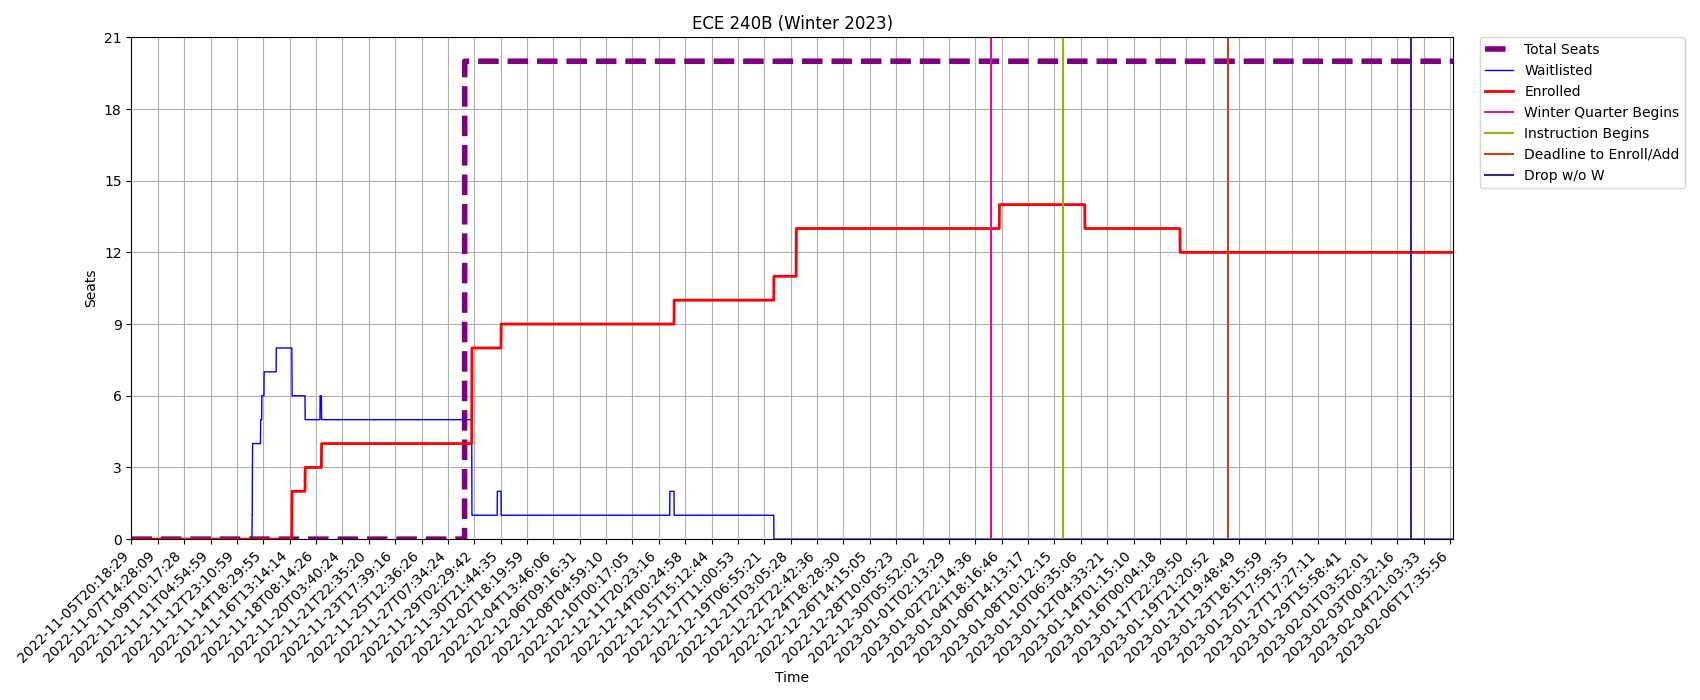 ECE 240B (Winter 2023)
21
18
15
12
9
6
3
0
Seats
2022-11-05T20:18:29
2022-11-07T14:28:09
2022-11-09T10:17:28
2022-11-11T04:54:59
2022-11-12T23:10:59
2022-11-14T18:29:55
2022-11-16T13:14:14
2022-11-18T08:14:26
2022-11-20T03:40:24
2022-11-21T22:35:20
2022-11-23T17:39:16
2022-11-25T12:36:26
2022-11-27T07:34:24
2022-11-29T02:29:42
2022-11-30T21:44:35
2022-12-02T18:19:59
2022-12-04T13:46:06
2022-12-06T09:16:31
2022-12-08T04:59:10
2022-12-10T00:17:05
2022-12-11T20:23:16
2022-12-14T00:24:58
2022-12-15T15:12:44
2022-12-17T11:00:53
2022-12-19T06:55:21
2022-12-21T03:05:28
2022-12-22T22:42:36
2022-12-24T18:28:30
2022-12-26T14:15:05
2022-12-28T10:05:23
2022-12-30T05:52:02
2023-01-01T02:13:29
2023-01-02T22:14:36
2023-01-04T18:16:46
2023-01-06T14:13:17
2023-01-08T10:12:15
2023-01-10T06:35:06
2023-01-12T04:33:21
2023-01-14T01:15:10
2023-01-16T00:04:18
2023-01-17T22:29:50
2023-01-19T21:20:52
2023-01-21T19:48:49
2023-01-23T18:15:59
2023-01-25T17:59:35
2023-01-27T17:27:11
2023-01-29T15:58:41
2023-02-01T03:52:01
2023-02-03T00:32:16
2023-02-04T21:03:33
2023-02-06T17:35:56
Time
Total Seats
Waitlisted
Enrolled
Winter Quarter Begins
Instruction Begins
Deadline to Enroll/Add
Drop w/o W